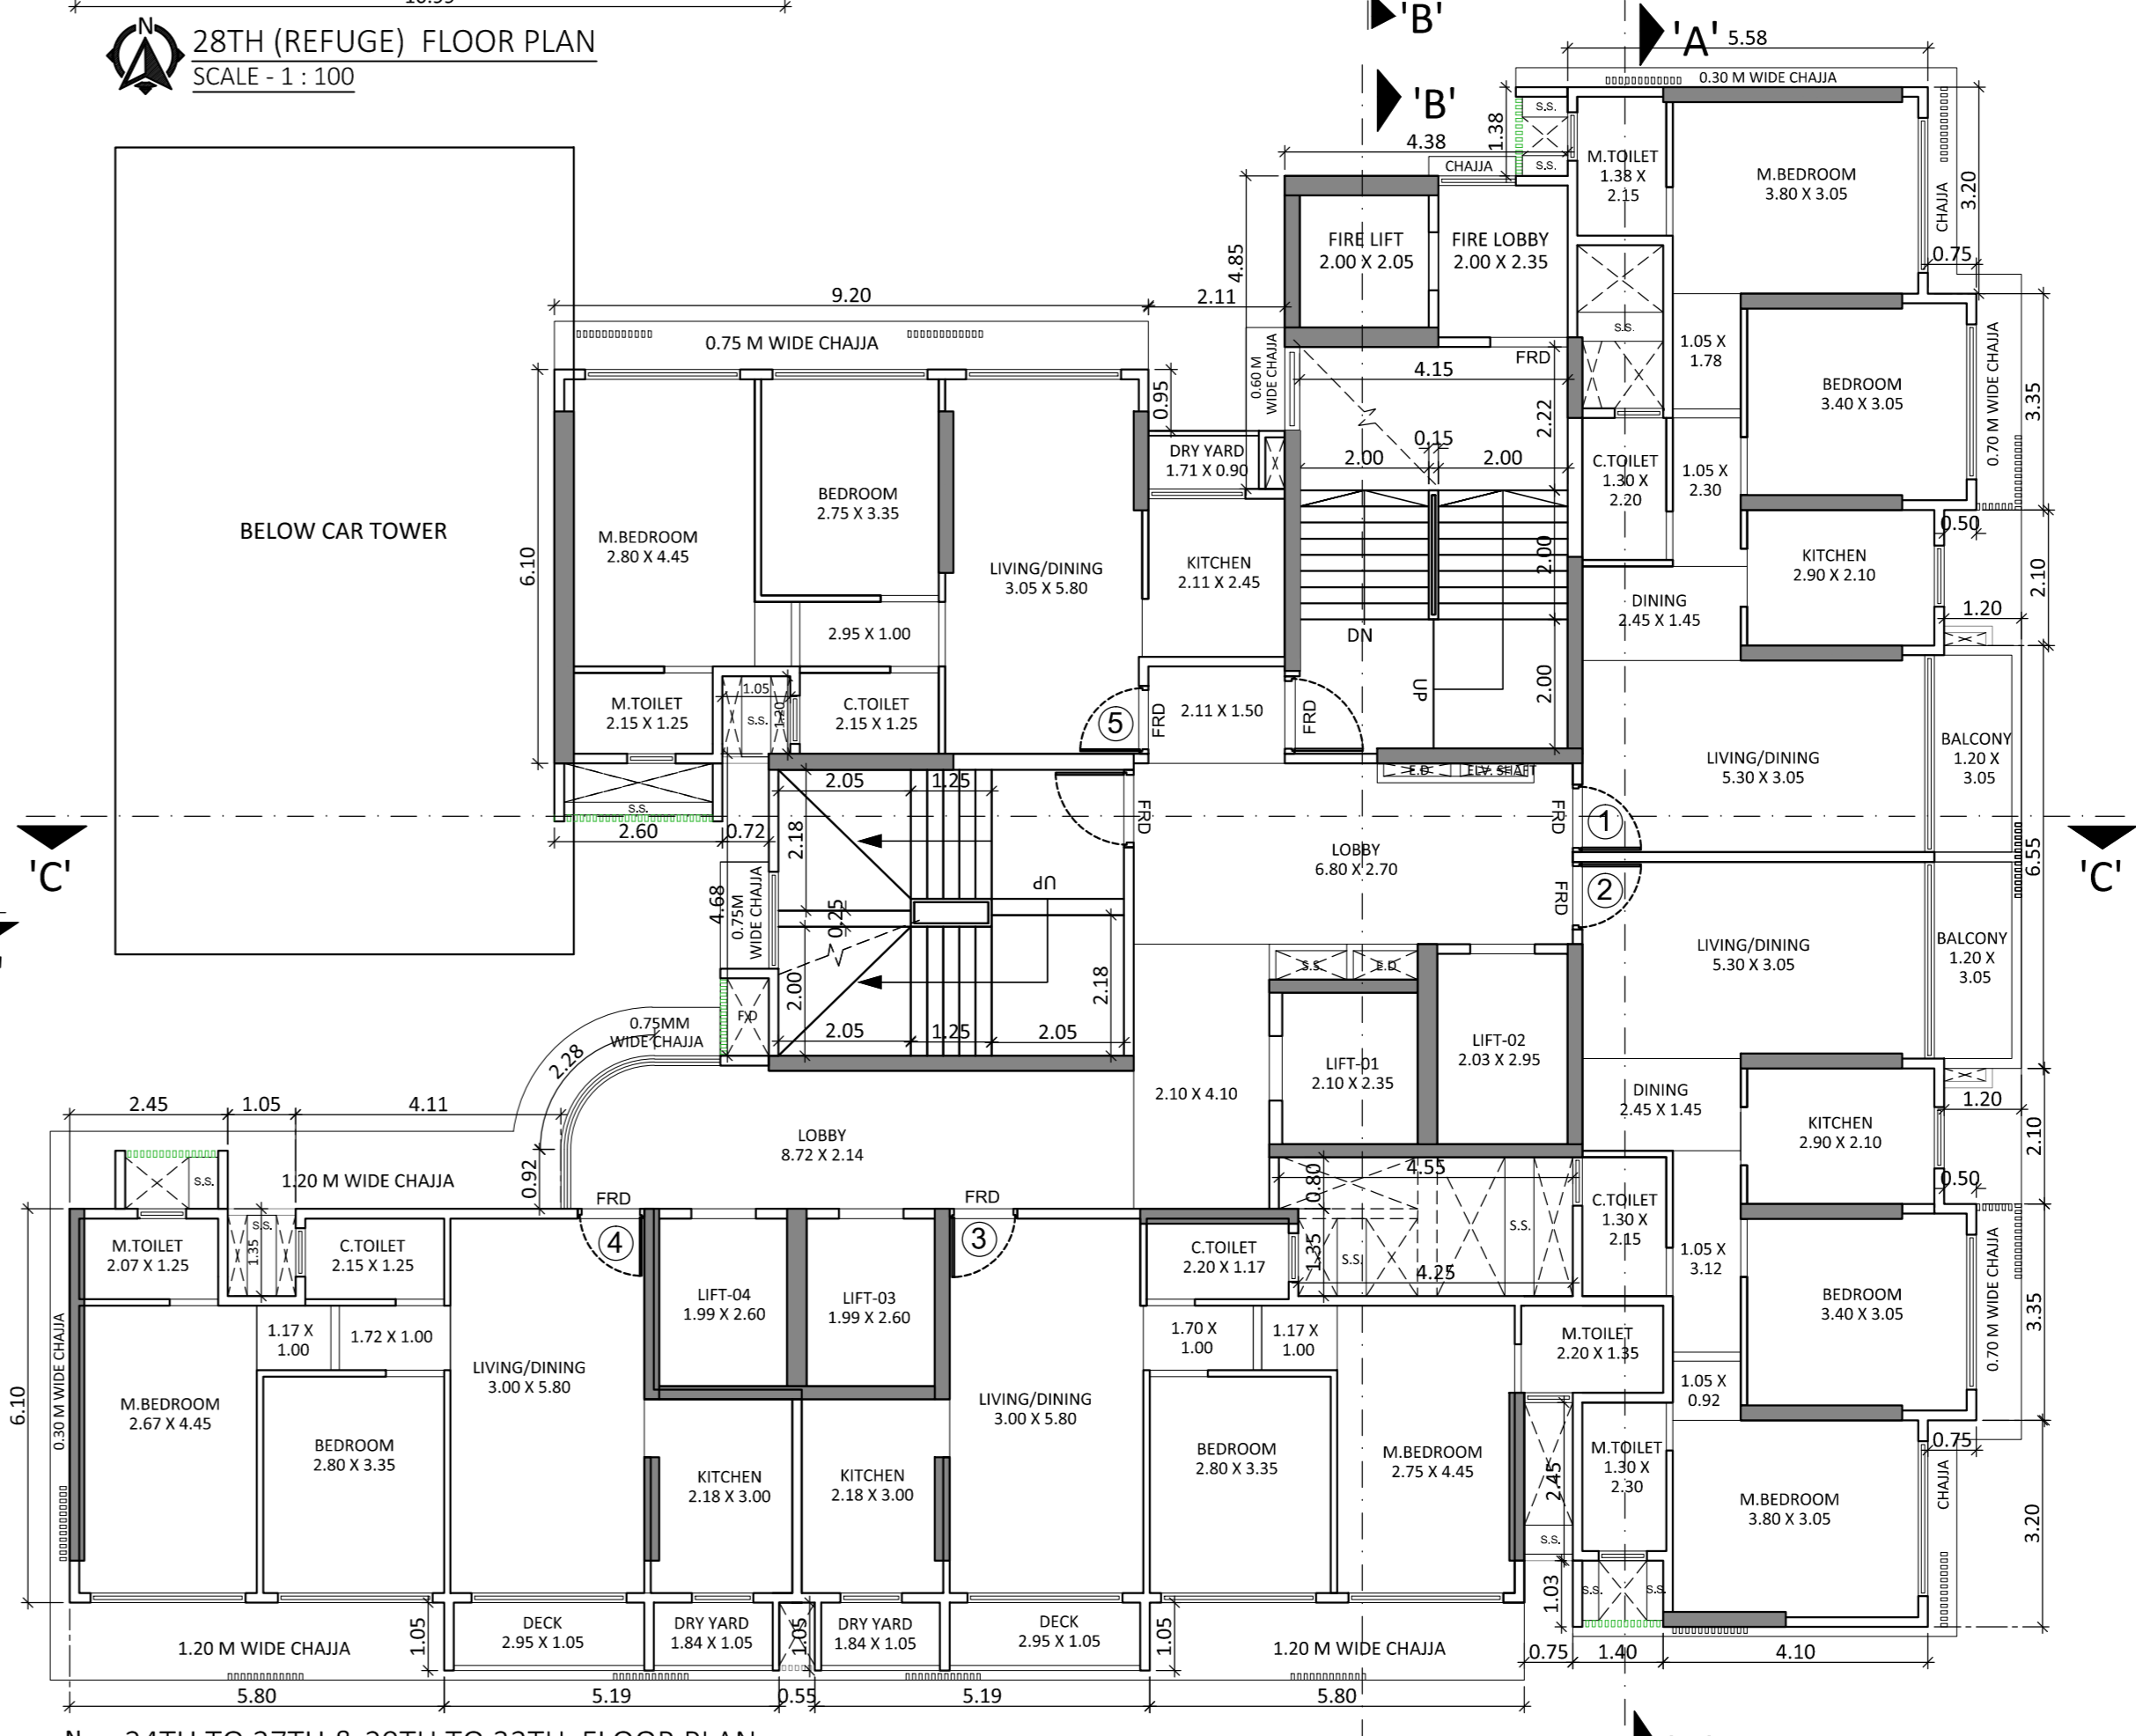 10.95
N
28TH (REFUGE) FLOOR PLAN
SCALE - 1 : 100
'B'
'A'
5.58
0.30 M WIDE CHAJJA
'B'
4.38
1.38
CHAJJA
S.S.
S.S.
M.TOILET
1.38 X
2.15
M.BEDROOM
3.80 X 3.05
CHAJJA
3.20
0.75
FIRE LIFT
2.00 X 2.05
FIRE LOBBY
2.00 X 2.35
4.85
9.20
2.11
0.75 M WIDE CHAJJA
0.60 M
WIDE CHAJJA
FRD
4.15
S.S.
1.05 X
1.78
BEDROOM
3.40 X 3.05
0.70 M WIDE CHAJJA
3.35
0.95
2.22
0.15
2.00
2.00
DRY YARD
1.71 X 0.90
C.TOILET
1.30 X
2.20
1.05 X
2.30
BELOW CAR TOWER
6.10
M.BEDROOM
2.80 X 4.45
BEDROOM
2.75 X 3.35
LIVING/DINING
3.05 X 5.80
KITCHEN
2.11 X 2.45
2.00
KITCHEN
2.90 X 2.10
0.50
2.10
DINING
2.45 X 1.45
1.20
2.95 X 1.00
DN
UP
2.00
M.TOILET
2.15 X 1.25
1.05
S.S.
1.20
C.TOILET
2.15 X 1.25
5
FRD
2.11 X 1.50
FRD
LIVING/DINING
5.30 X 3.05
BALCONY
1.20 X
3.05
E.D
ELV. SHAFT
S.S.
2.60
0.72
2.05
1.25
2.18
FRD
FRD
1
6.55
'C'
'C'
LOBBY
6.80 X 2.70
UP
2
FRD
4.68
0.75M
WIDE CHAJJA
0.25
2.00
2.18
S.S.
E.D
LIVING/DINING
5.30 X 3.05
BALCONY
1.20 X
3.05
F.D
0.75MM
WIDE CHAJJA
2.28
2.05
1.25
2.05
LIFT-01
2.10 X 2.35
LIFT-02
2.03 X 2.95
2.10 X 4.10
DINING
2.45 X 1.45
KITCHEN
2.90 X 2.10
1.20
2.10
0.50
2.45
1.05
4.11
LOBBY
8.72 X 2.14
0.92
1.20 M WIDE CHAJJA
S.S.
FRD
FRD
0.80
4.55
S.S.
S.S.
1.35
4.25
C.TOILET
1.30 X
2.15
1.05 X
3.12
M.TOILET
2.07 X 1.25
S.S.
1.35
C.TOILET
2.15 X 1.25
4
3
C.TOILET
2.20 X 1.17
LIFT-04
1.99 X 2.60
LIFT-03
1.99 X 2.60
BEDROOM
3.40 X 3.05
0.70 M WIDE CHAJJA
3.35
1.17 X
1.00
1.72 X 1.00
1.70 X
1.00
1.17 X
1.00
M.TOILET
2.20 X 1.35
1.05 X
0.92
0.30 M WIDE CHAJJA
6.10
M.BEDROOM
2.67 X 4.45
LIVING/DINING
3.00 X 5.80
LIVING/DINING
3.00 X 5.80
BEDROOM
2.80 X 3.35
KITCHEN
2.18 X 3.00
KITCHEN
2.18 X 3.00
BEDROOM
2.80 X 3.35
M.BEDROOM
2.75 X 4.45
2.45
S.S.
M.TOILET
1.30 X
2.30
M.BEDROOM
3.80 X 3.05
0.75
CHAJJA
3.20
1.03
S.S.
S.S.
1.20 M WIDE CHAJJA
1.05
DECK
2.95 X 1.05
DRY YARD
1.84 X 1.05
1.05
DRY YARD
1.84 X 1.05
DECK
2.95 X 1.05
1.05
1.20 M WIDE CHAJJA
0.75
1.40
4.10
5.80
5.19
0.55
5.19
5.80
N
24TH TO 27TH & 29TH TO 32TH FLOOR PLAN